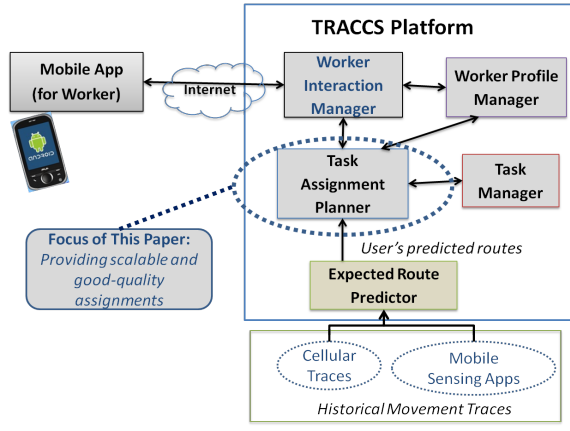 TRACCS Platform
Mobile App
(for Worker)
Internet
Worker
Interaction
Manager
Worker Profile
Manager
Task
Assignment
Planner
Task
Manager
ANDROID
Focus of This Paper:
Providing scalable and
good-quality
assignments
User's predicted routes
Expected Route
Predictor
Cellular
Traces
Mobile
Sensing Apps
Historical Movement Traces